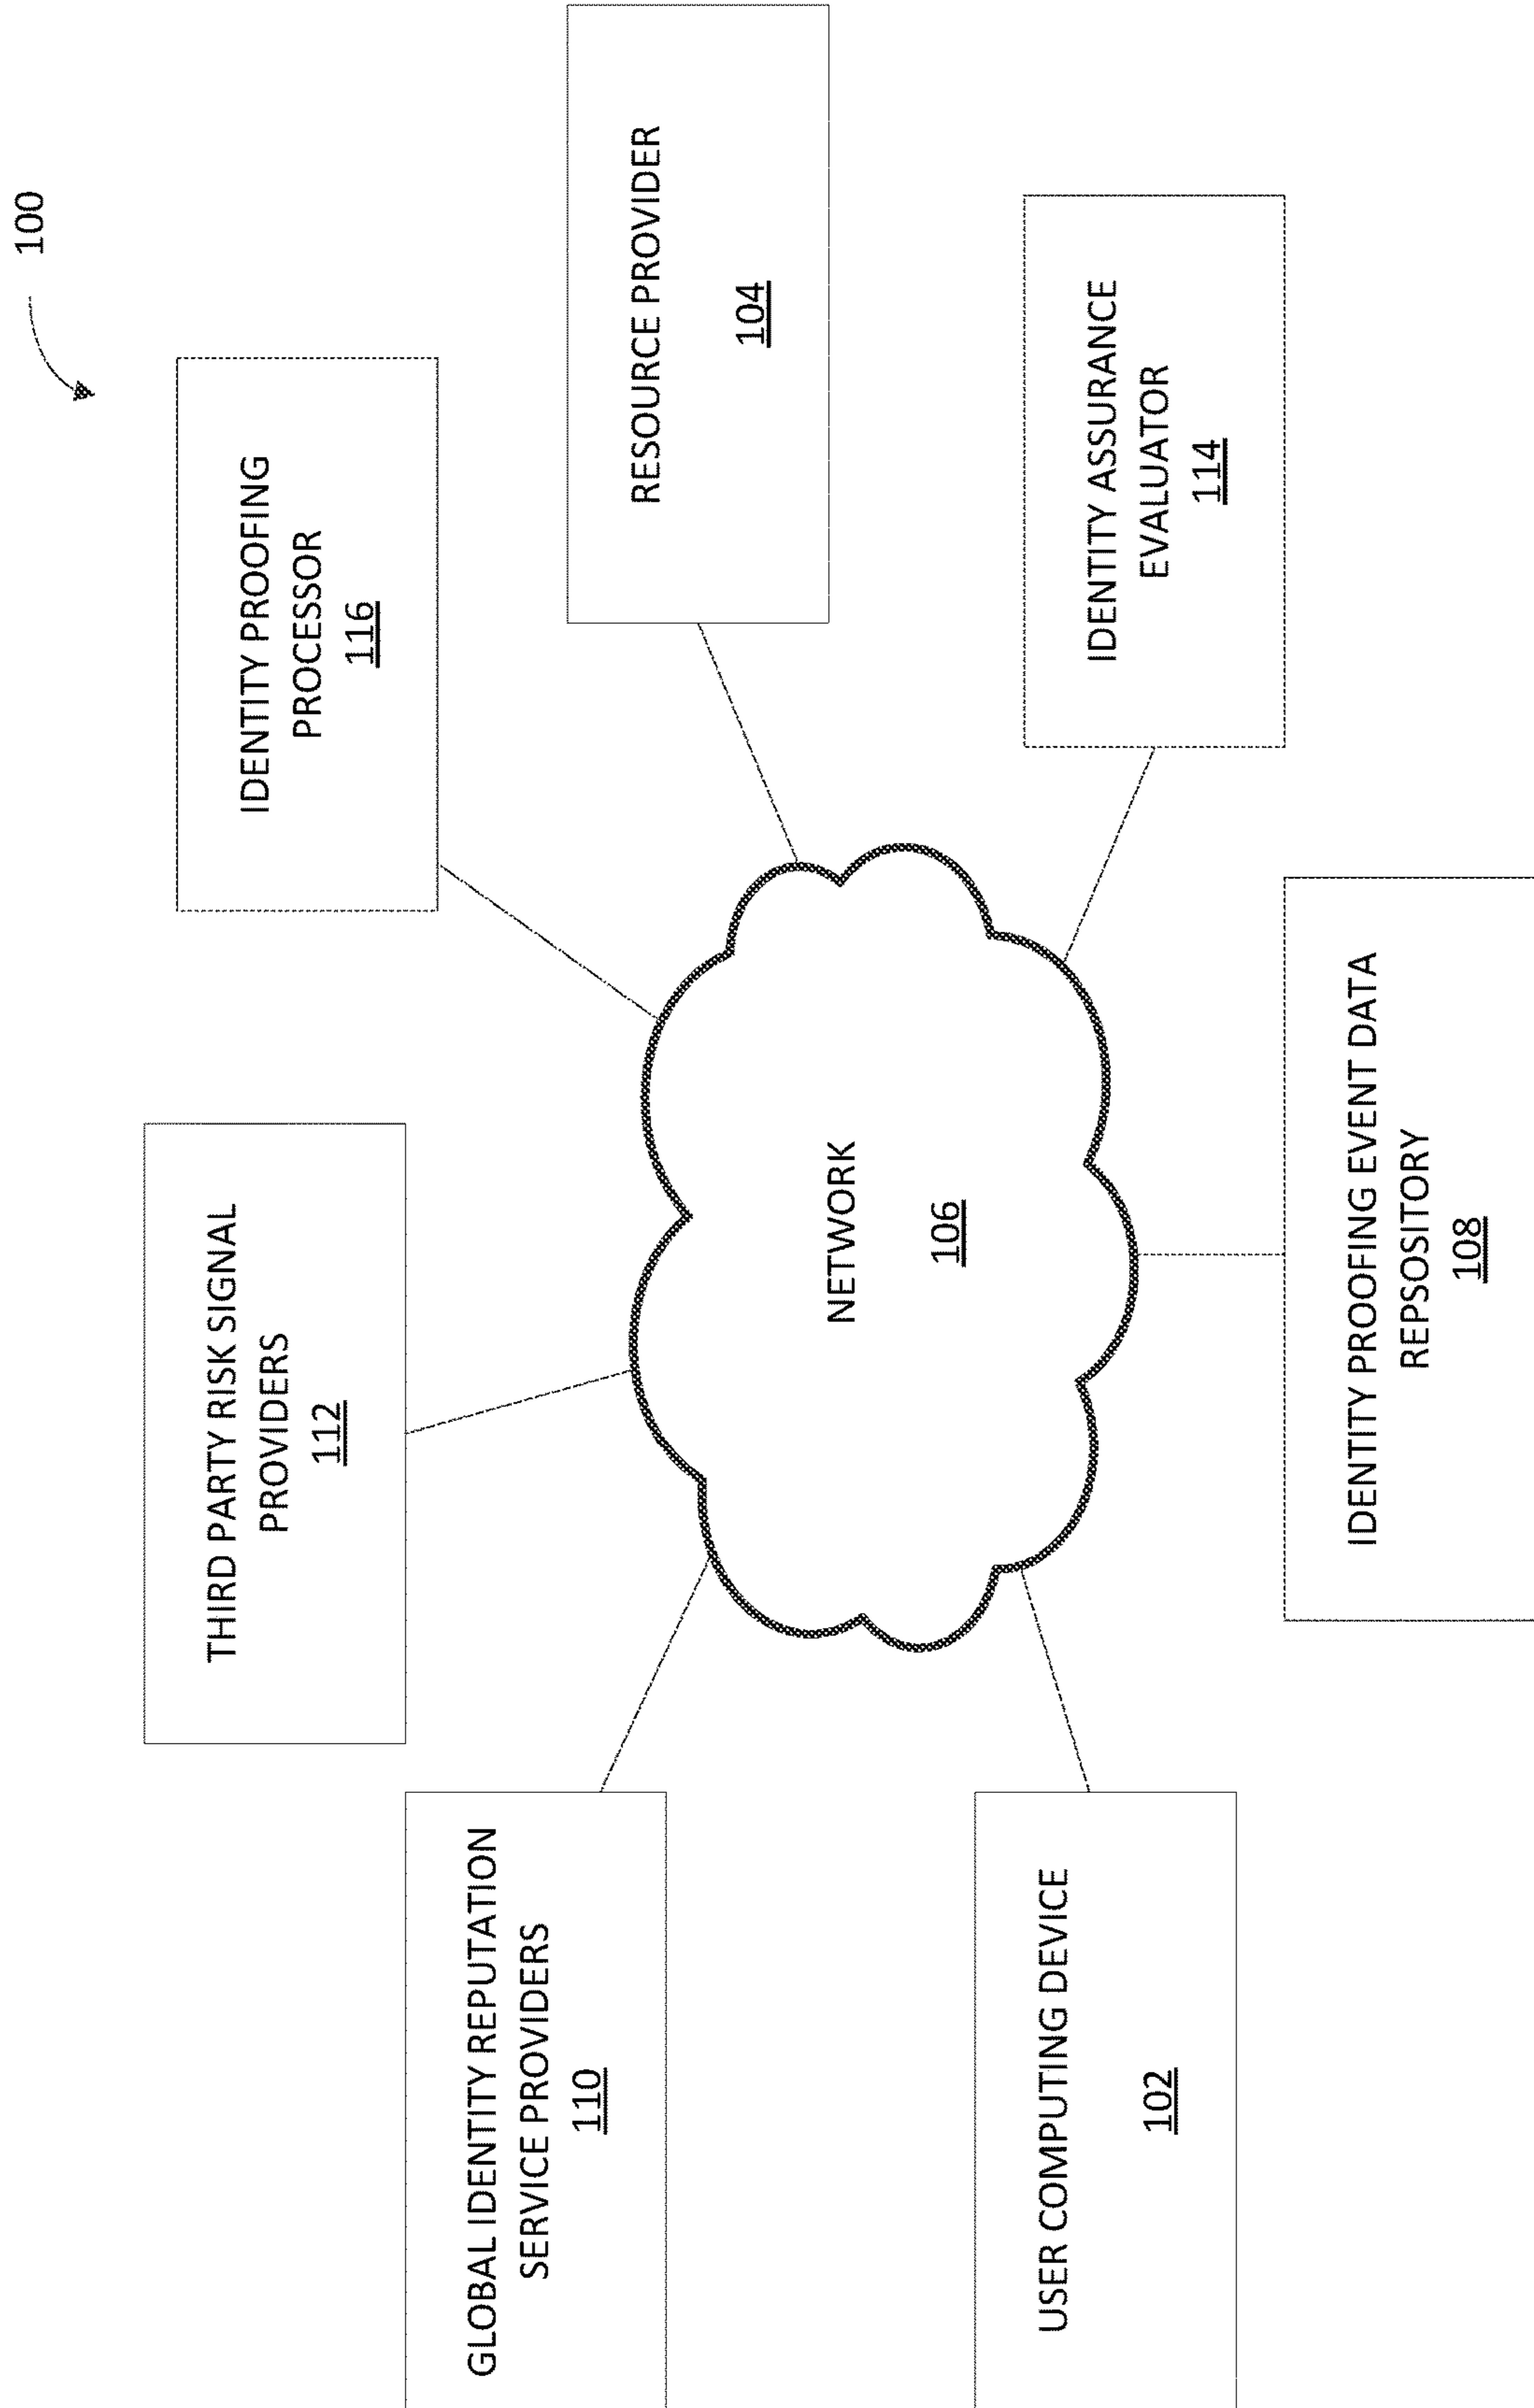 100
THIRD PARTY RISK SIGNAL
PROVIDERS
112
IDENTITY PROOFING
PROCESSOR
116
GLOBAL IDENTITY REPUTATION
SERVICE PROVIDERS
110
RESOURCE PROVIDER
104
NETWORK
106
USER COMPUTING DEVICE
102
IDENTITY ASSURANCE
EVALUATOR
114
IDENTITY PROOFING EVENT DATA
REPSOSITORY
108